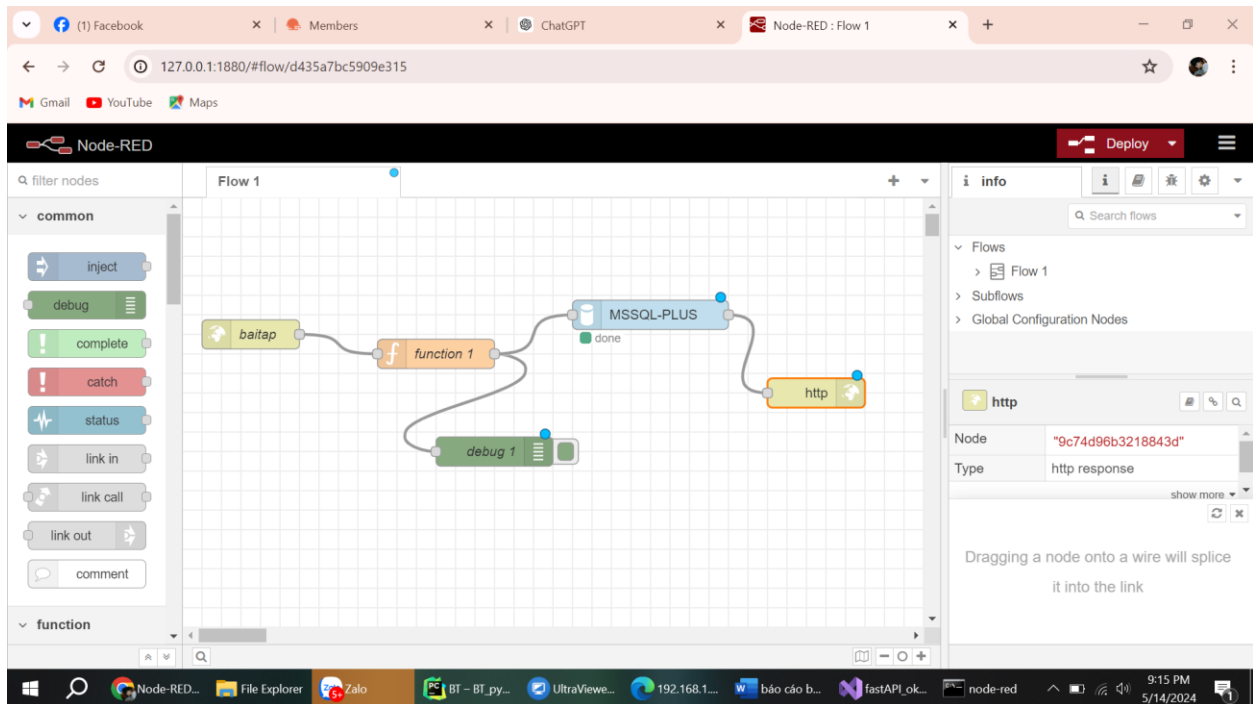 (1) Facebook
Members
ChatGPT
Node-RED : Flow 1
127.0.0.1:1880/#flow/d435a7bc5909e315
Gmail
YouTube
Maps
Node-RED
Deploy
filter nodes
Flow 1
i info
i
common
Search flows
inject
Flows
Flow 1
debug
Subflows
MSSQL-PLUS
Global Configuration Nodes
complete
baitap
done
function 1
catch
http
http
status
Node
"9c74d96b3218843d"
debug 1
link in
Type
http response
show more
link call
link out
Dragging a node onto a wire will splice
it into the link
comment
function
Node-RED...
File Explorer
Zalo
5+
BT – BT_py...
UltraViewe...
192.168.1....
báo cáo b...
fastAPI_ok...
node-red
9:15 PM
5/14/2024
1